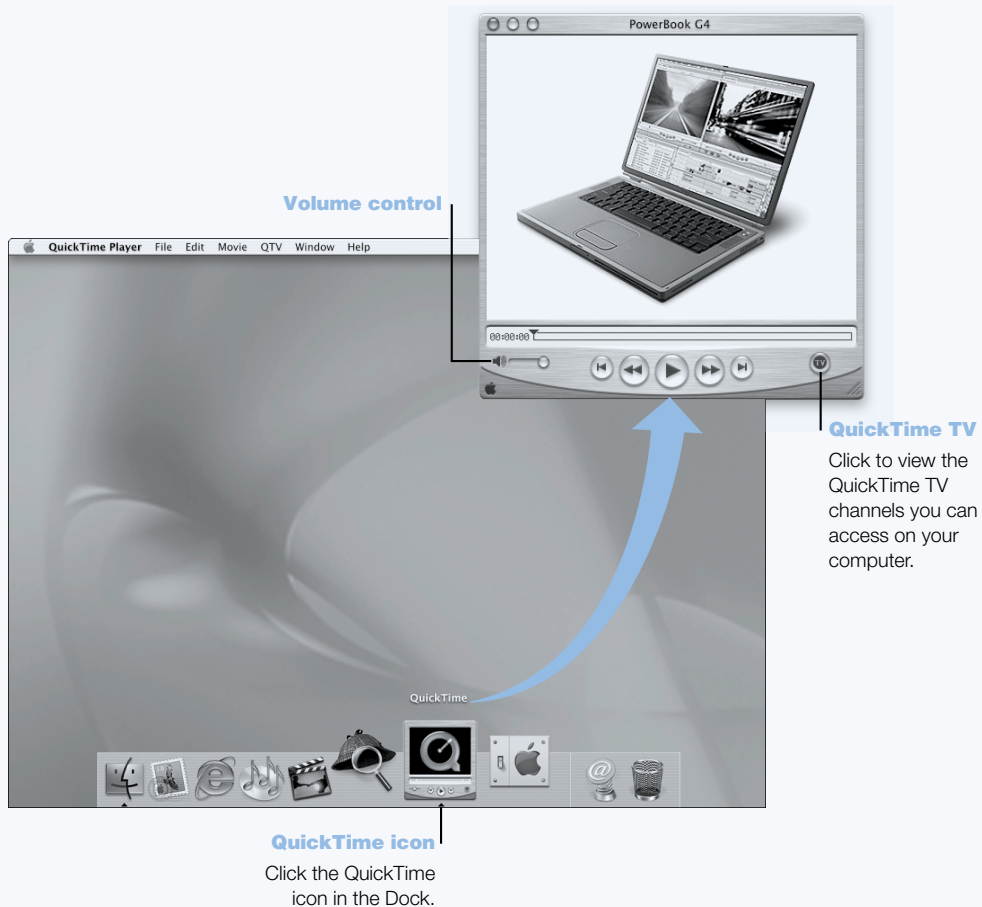 PowerBook G4
Volume control
QuickTime Player File Edit Movie QTV Window Help
00:00:00
TV
QuickTime TV
Click to view the
QuickTime TV
channels you can
access on your
computer.
QuickTime
@
QuickTime icon
Click the QuickTime
icon in the Dock.